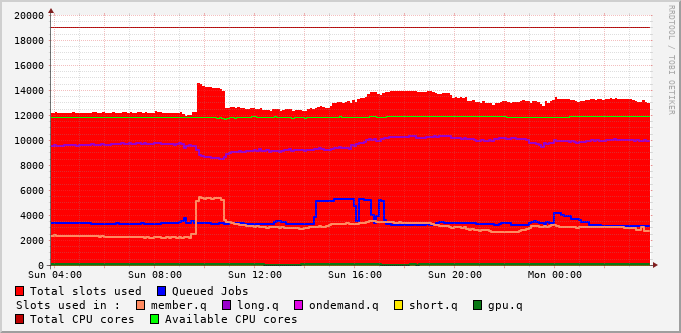 20000
18000
16000
14000
12000
10000
8000
6000
4000
2000
0
Sun 04:00 Sun 08:00 Sun 12:00 Sun 16:00 Sun 20:00 Mon 00:00
Total slots used Queued Jobs
Slots used in : member.q long.q ondemand.q short.q gpu.q
Total CPU cores Available CPU cores
RRDTOOL / TOBI OETIKER